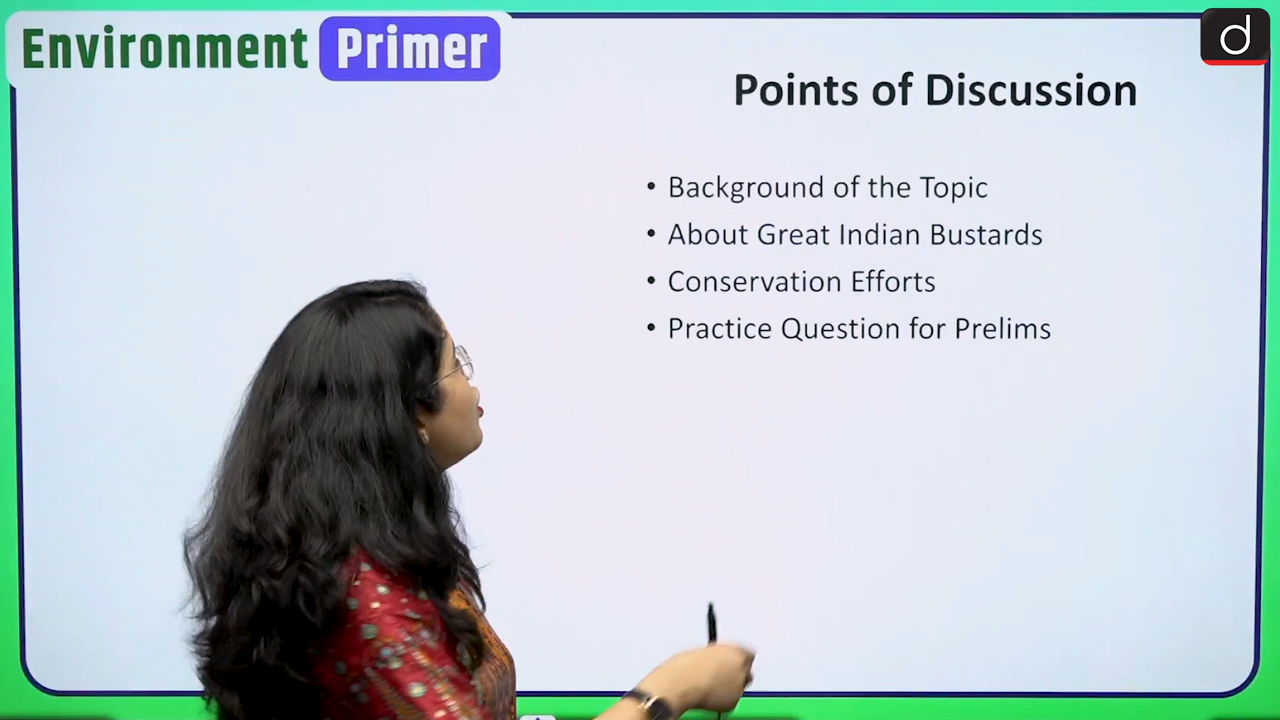 Environment Primer
d
Points of Discussion
• Background of the Topic
• About Great Indian Bustards
• Conservation Efforts
• Practice Question for Prelims